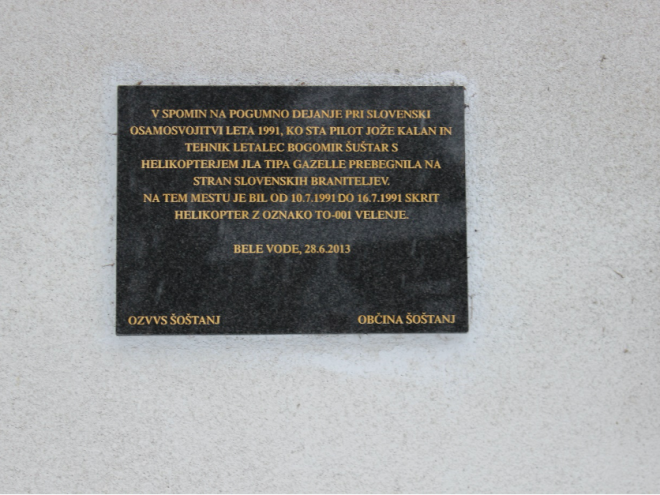 V SPOMIN NA POGUMNO DEJANJE PRI SLOVENSKI
OSAMOSVOJITVI LETA 1991, KO STA PILOT JOŽE KALAN IN
TEHNIK LETALEC BOGOMIR ŠUŠTAR S
HELIKOPTERJEM JLA TIPA GAZELLE PREBEGNILA NA
STRAN SLOVENSKIH BRANITELJEV.
NA TEM MESTU JE BIL OD 10.7.1991 DO 16.7.1991 SKRIT
HELIKOPTER Z OZNAKO TO-001 VELENJE.
BELE VODE, 28.6.2013
OZVVS ŠOŠTANJ OBČINA ŠOŠTANJ